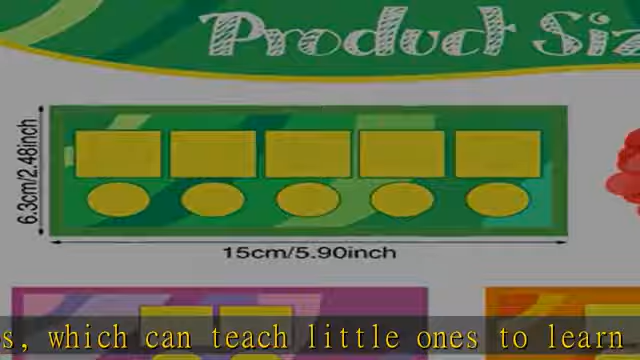 Product Siz
6.3cm/2.48inch
15cm/5.90inch
s, which can teach little ones to learn